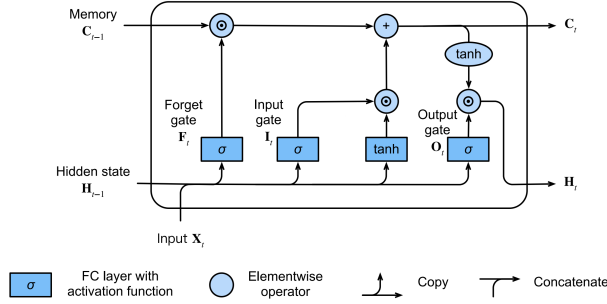 Memory
C_{t−1}
+
C_t
tanh
Forget
gate
F_t
Input
gate
I_t
Output
gate
O_t
σ
σ
tanh
σ
Hidden state
H_{t−1}
H_t
Input X_t
σ
FC layer with
activation function
Elementwise
operator
Copy
Concatenate